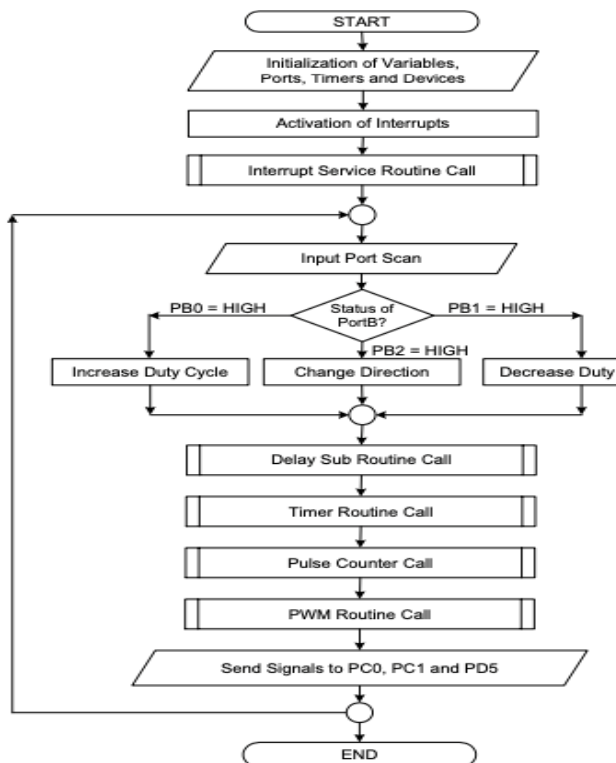 START
Initialization of Variables,
Ports, Timers and Devices
Activation of Interrupts
Interrupt Service Routine Call
Input Port Scan
Status of
PortB?
PB0 = HIGH
PB1 = HIGH
PB2 = HIGH
Increase Duty Cycle
Change Direction
Decrease Duty
Delay Sub Routine Call
Timer Routine Call
Pulse Counter Call
PWM Routine Call
Send Signals to PC0, PC1 and PD5
END